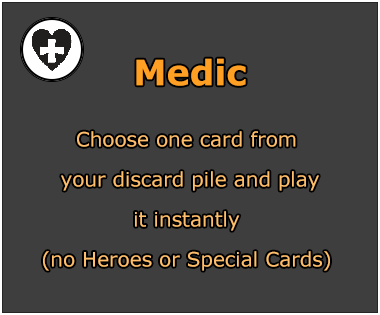 Medic
Choose one card from
your discard pile and play
it instantly
(no Heroes or Special Cards)